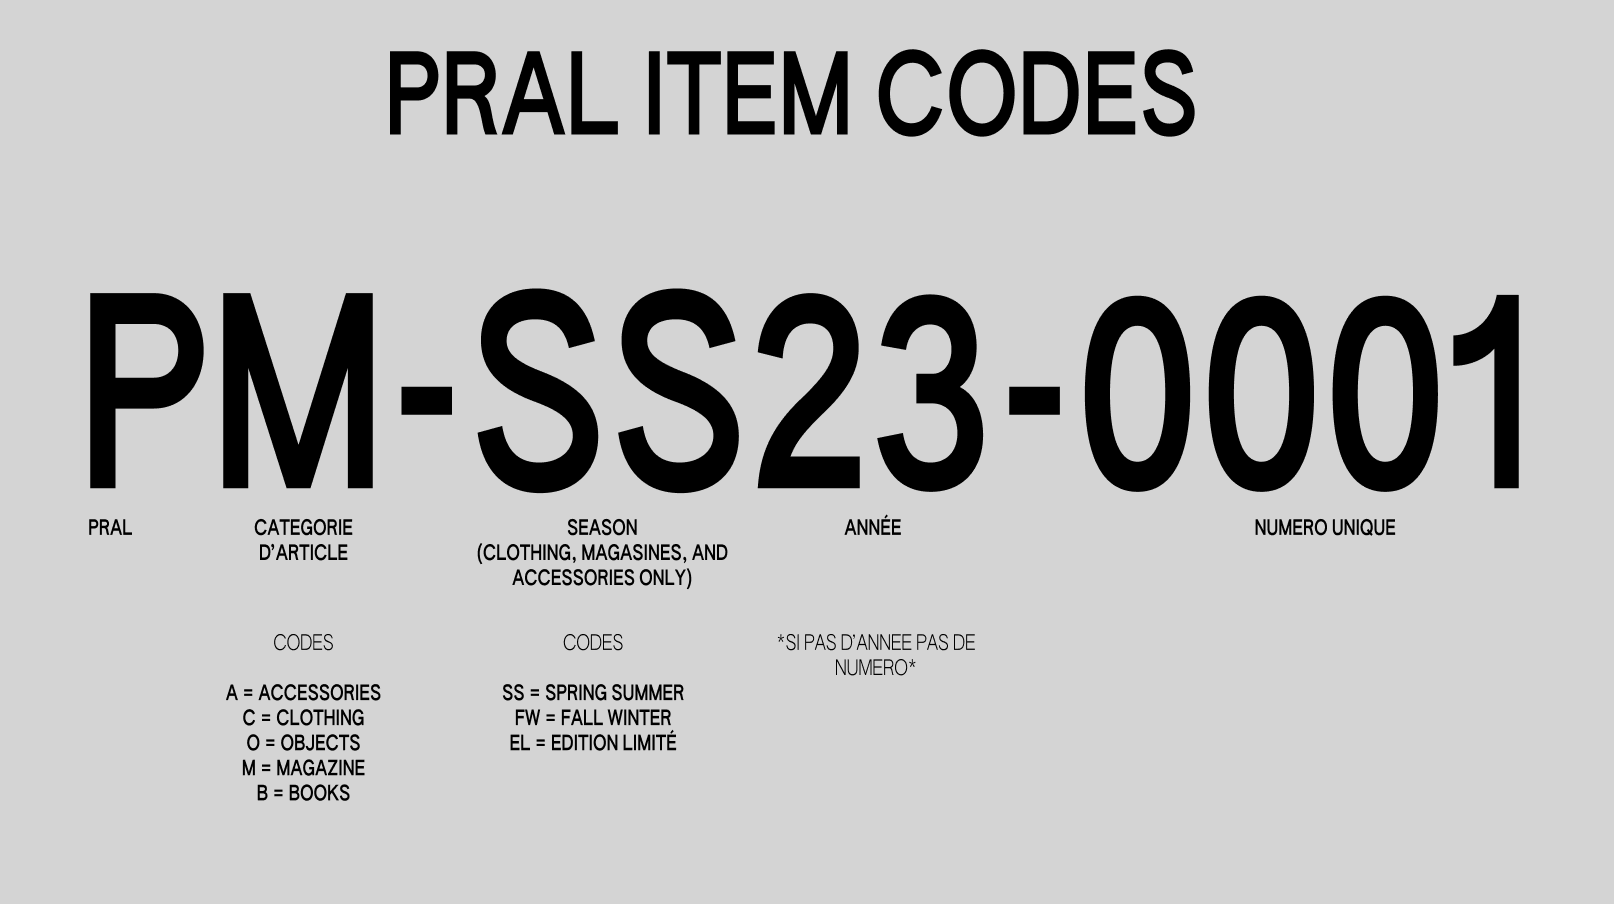 PRAL ITEM CODES
PM-SS23-0001
PRAL
CATEGORIE
D'ARTICLE
SEASON
(CLOTHING, MAGASINES, AND
ACCESSORIES ONLY)
ANNÉE
NUMERO UNIQUE
CODES
A = ACCESSORIES
C = CLOTHING
O = OBJECTS
M = MAGAZINE
B = BOOKS
CODES
SS = SPRING SUMMER
FW = FALL WINTER
EL = EDITION LIMITÉ
*SI PAS D'ANNEE PAS DE
NUMERO*